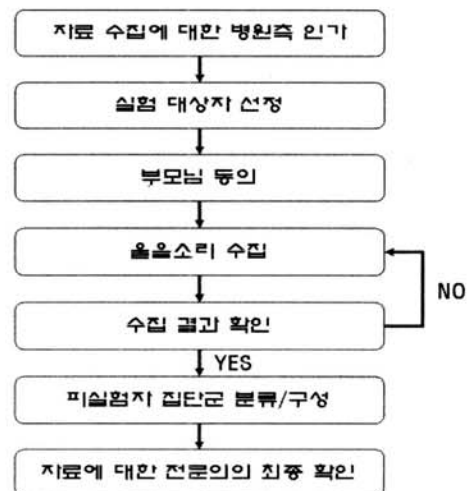 자료 수집에 대한 병원측 인가
실험 대상자 선정
부모님 동의
울음소리 수집
NO
수집 결과 확인
YES
피실험자 집단군 분류/구성
자료에 대한 전문의의 최종 확인